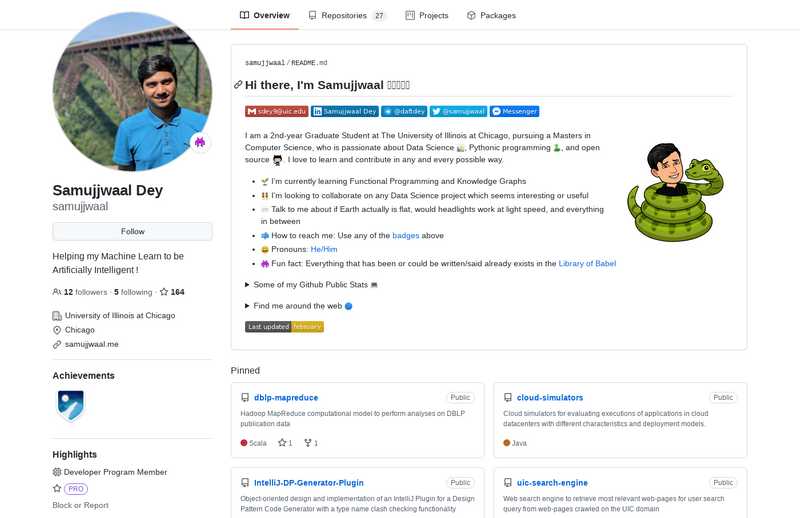 Overview
Repositories 27
Projects
Packages
samujjwaal / README.md
Hi there, I'm Samujjwaal
sdey9@uic.edu
Samujjwaal Dey
@daftdey
@samujjwaal
Messenger
I am a 2nd-year Graduate Student at The University of Illinois at Chicago, pursuing a Masters in
Computer Science, who is passionate about Data Science , Pythonic programming , and open
source . I love to learn and contribute in any and every possible way.
I'm currently learning Functional Programming and Knowledge Graphs
I'm looking to collaborate on any Data Science project which seems interesting or useful
Talk to me about if Earth actually is flat, would headlights work at light speed, and everything
in between
How to reach me: Use any of the badges above
Pronouns: He/Him
Fun fact: Everything that has been or could be written/said already exists in the Library of Babel
Some of my Github Public Stats
Find me around the web
Last updated february
Samujjwaal Dey
samujjwaal
Follow
Helping my Machine Learn to be
Artificially Intelligent !
12 followers · 5 following · 164
University of Illinois at Chicago
Chicago
samujjwaal.me
Achievements
Highlights
Developer Program Member
PRO
Block or Report
Pinned
dblp-mapreduce Public
Hadoop MapReduce computational model to perform analyses on DBLP
publication data
Scala 1 1
cloud-simulators Public
Cloud simulators for evaluating executions of applications in cloud
datacenters with different characteristics and deployment models.
Java
IntelliJ-DP-Generator-Plugin Public
Object-oriented design and implementation of an IntelliJ Plugin for a Design
Pattern Code Generator with a type name clash checking functionality
uic-search-engine Public
Web search engine to retrieve most relevant web-pages for user search
query from web-pages crawled on the UIC domain